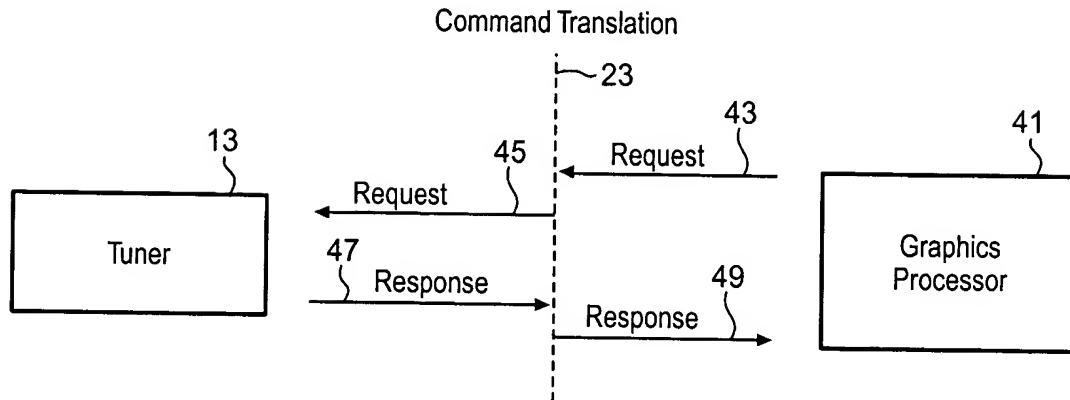 Command Translation
23
13
45
43
41
Request
Request
Tuner
47
Response
Graphics
Processor
49
Response